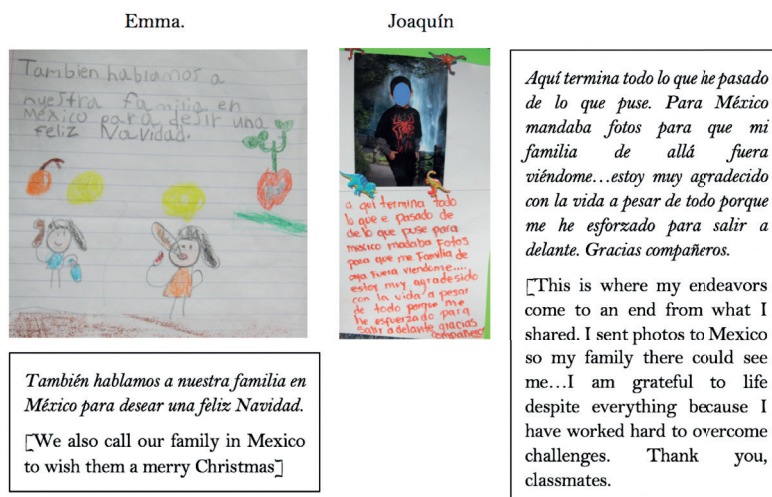 Emma.
Joaquín
También hablamos a
nuestra familia en
México para desir una
feliz Navidad.
a qui termina todo
lo que e pasado de
de lo que puse para
mexico madaba Fotos
para que me Familia de
aya Fuera viendome....
estoy muy agradesido
con la vida a pesar
de todo porque me
he esfuerzado para
salir a delante gracias
compañeros
También hablamos a nuestra familia en
México para desear una feliz Navidad.
[We also call our family in Mexico
to wish them a merry Christmas]
Aquí termina todo lo que he pasado
de lo que puse. Para México
mandaba fotos para que mi
familia de allá fuera
viéndome…estoy muy agradecido
con la vida a pesar de todo porque
me he esforzado para salir a
delante. Gracias compañeros.
[This is where my endeavors
come to an end from what I
shared. I sent photos to Mexico
so my family there could see
me…I am grateful to life
despite everything because I
have worked hard to overcome
challenges. Thank you,
classmates.